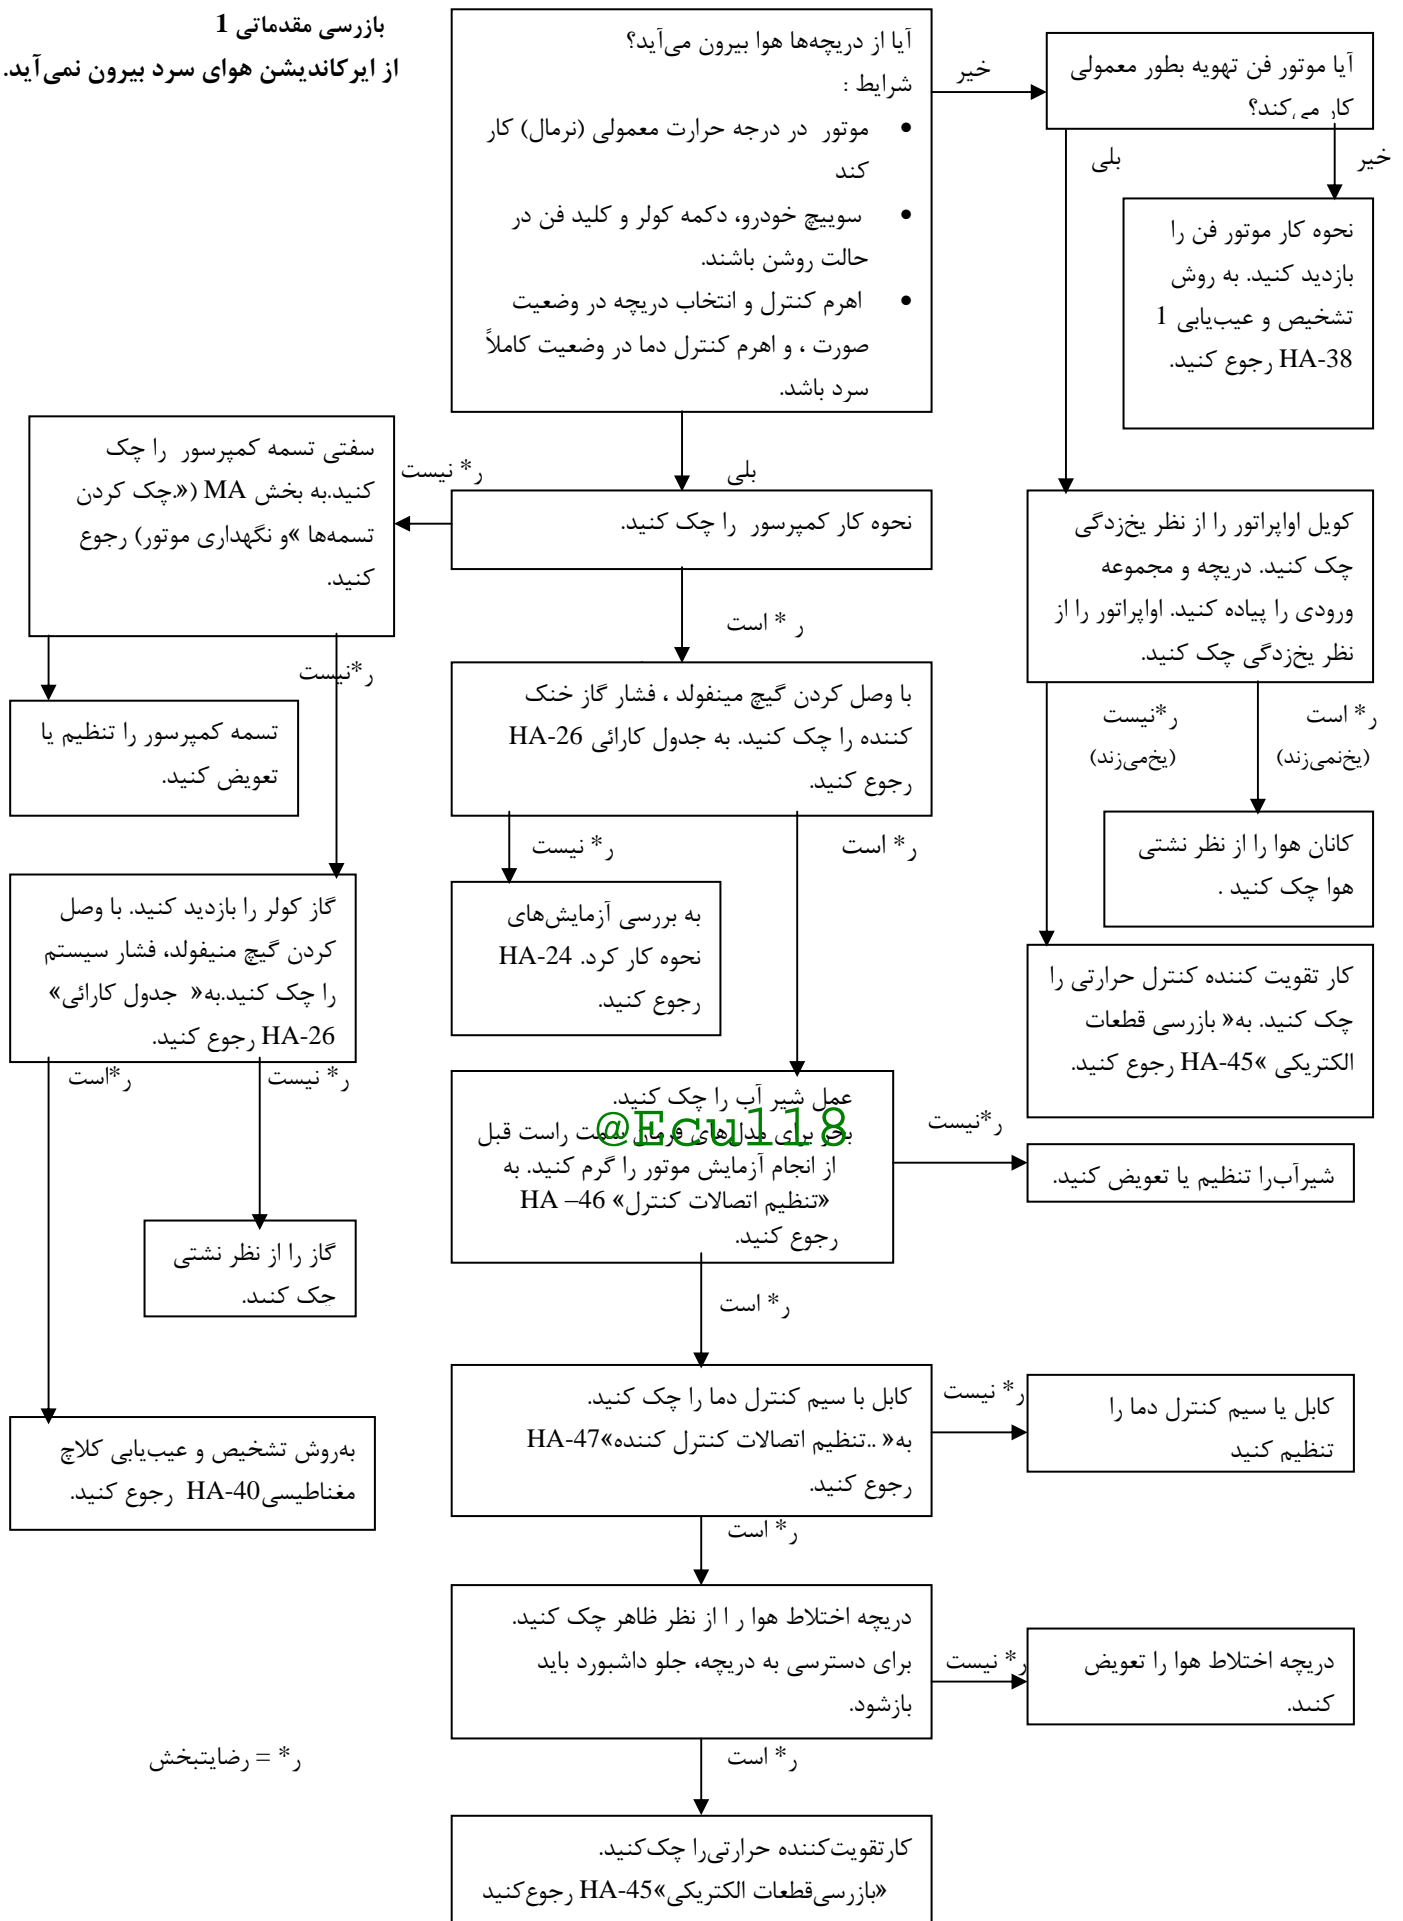 بازرسی مقدماتی 1
از ایرکاندیشن هوای سرد بیرون نمی‌آید.
آیا از دریچه‌ها هوا بیرون می‌آید؟
شرایط :
• موتور در درجه حرارت معمولی (نرمال) کار
کند
• سوییچ خودرو، دکمه کولر و کلید فن در
حالت روشن باشند.
• اهرم کنترل و انتخاب دریچه در وضعیت
صورت ، و اهرم کنترل دما در وضعیت کاملاً
سرد باشد.
خیر
آیا موتور فن تهویه بطور معمولی
کار می‌کند؟
بلی
خیر
نحوه کار موتور فن را
بازدید کنید. به روش
تشخیص و عیب‌یابی 1
HA-38 رجوع کنید.
بلی
نحوه کار کمپرسور را چک کنید.
ر* نیست
سفتی تسمه کمپرسور را چک
کنید.به بخش MA («.چک کردن
تسمه‌ها »و نگهداری موتور) رجوع
کنید.
کویل اواپراتور را از نظر یخ‌زدگی
چک کنید. دریچه و مجموعه
ورودی را پیاده کنید. اواپراتور را از
نظر یخ‌زدگی چک کنید.
ر * است
ر*نیست
تسمه کمپرسور را تنظیم یا
تعویض کنید.
با وصل کردن گیچ مینفولد ، فشار گاز خنک
کننده را چک کنید. به جدول کارائی HA-26
رجوع کنید.
ر* است
(یخ‌نمی‌زند)
ر*نیست
(یخ‌می‌زند)
کانان هوا را از نظر نشتی
هوا چک کنید .
ر* نیست
ر* است
به بررسی آزمایش‌های
نحوه کار کرد. HA-24
رجوع کنید.
گاز کولر را بازدید کنید. با وصل
کردن گیچ منیفولد، فشار سیستم
را چک کنید.به« جدول کارائی»
HA-26 رجوع کنید.
کار تقویت کننده کنترل حرارتی را
چک کنید. به« بازرسی قطعات
الکتریکی »HA-45 رجوع کنید.
ر*است
ر* نیست
عمل شیر آب را چک کنید.
بجز برای مدل‌های فرمان سمت راست قبل
از انجام آزمایش موتور را گرم کنید. به
«تنظیم اتصالات کنترل» HA –46
رجوع کنید.
@Ecu118
ر*نیست
شیرآب‌را تنظیم یا تعویض کنید.
گاز را از نظر نشتی
چک کنید.
ر* است
کابل با سیم کنترل دما را چک کنید.
به« ..تنظیم اتصالات کنترل کننده»HA-47
رجوع کنید.
ر* نیست
کابل یا سیم کنترل دما را
تنظیم کنید
به‌روش تشخیص و عیب‌یابی کلاچ
مغناطیسیHA-40 رجوع کنید.
ر* است
دریچه اختلاط هوا ر ا از نظر ظاهر چک کنید.
برای دسترسی به دریچه، جلو داشبورد باید
بازشود.
ر* نیست
دریچه اختلاط هوا را تعویض
کنید.
ر* = رضایتبخش
ر* است
کارتقویت‌کننده حرارتی‌را چک‌کنید.
«بازرسی‌قطعات الکتریکی»HA-45 رجوع‌کنید